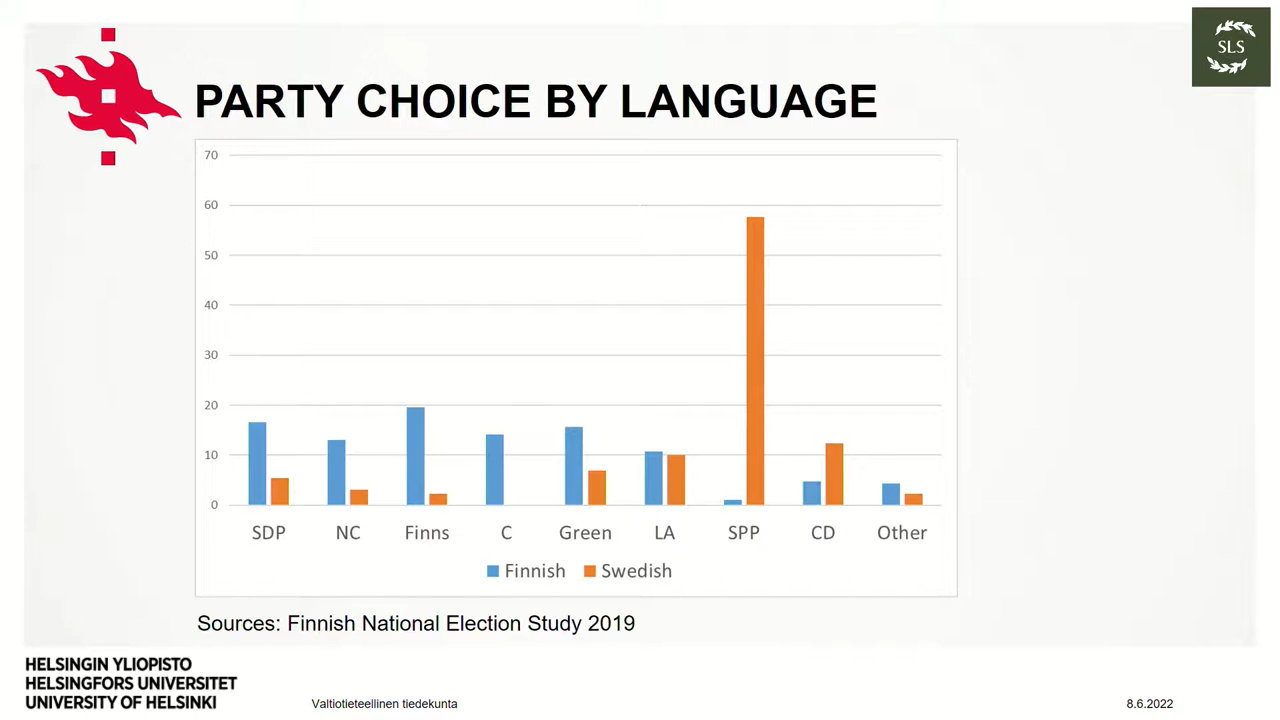 SLS
PARTY CHOICE BY LANGUAGE
70
60
50
40
30
20
10
0
SDP NC Finns C Green LA SPP CD Other
Finnish Swedish
Sources: Finnish National Election Study 2019
HELSINGIN YLIOPISTO
HELSINGFORS UNIVERSITET
UNIVERSITY OF HELSINKI
Valtiotieteellinen tiedekunta
8.6.2022